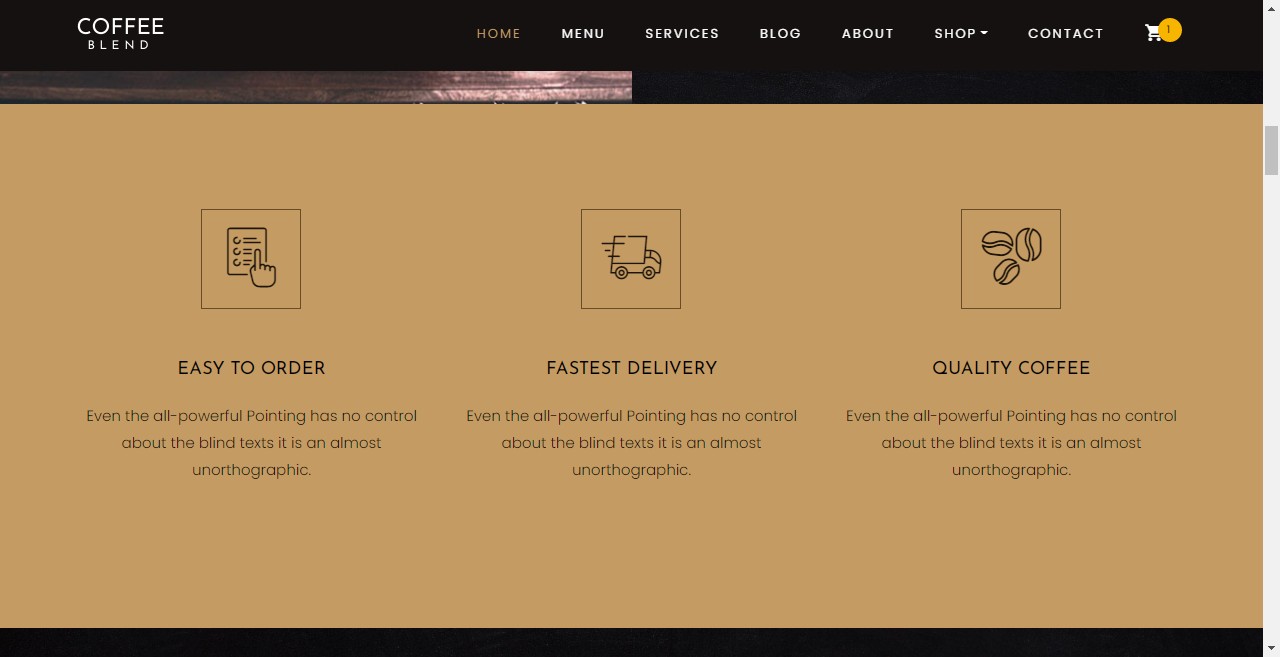 COFFEE
BLEND
HOME MENU SERVICES BLOG ABOUT SHOP CONTACT 1
EASY TO ORDER
Even the all-powerful Pointing has no control
about the blind texts it is an almost
unorthographic.
FASTEST DELIVERY
Even the all-powerful Pointing has no control
about the blind texts it is an almost
unorthographic.
QUALITY COFFEE
Even the all-powerful Pointing has no control
about the blind texts it is an almost
unorthographic.